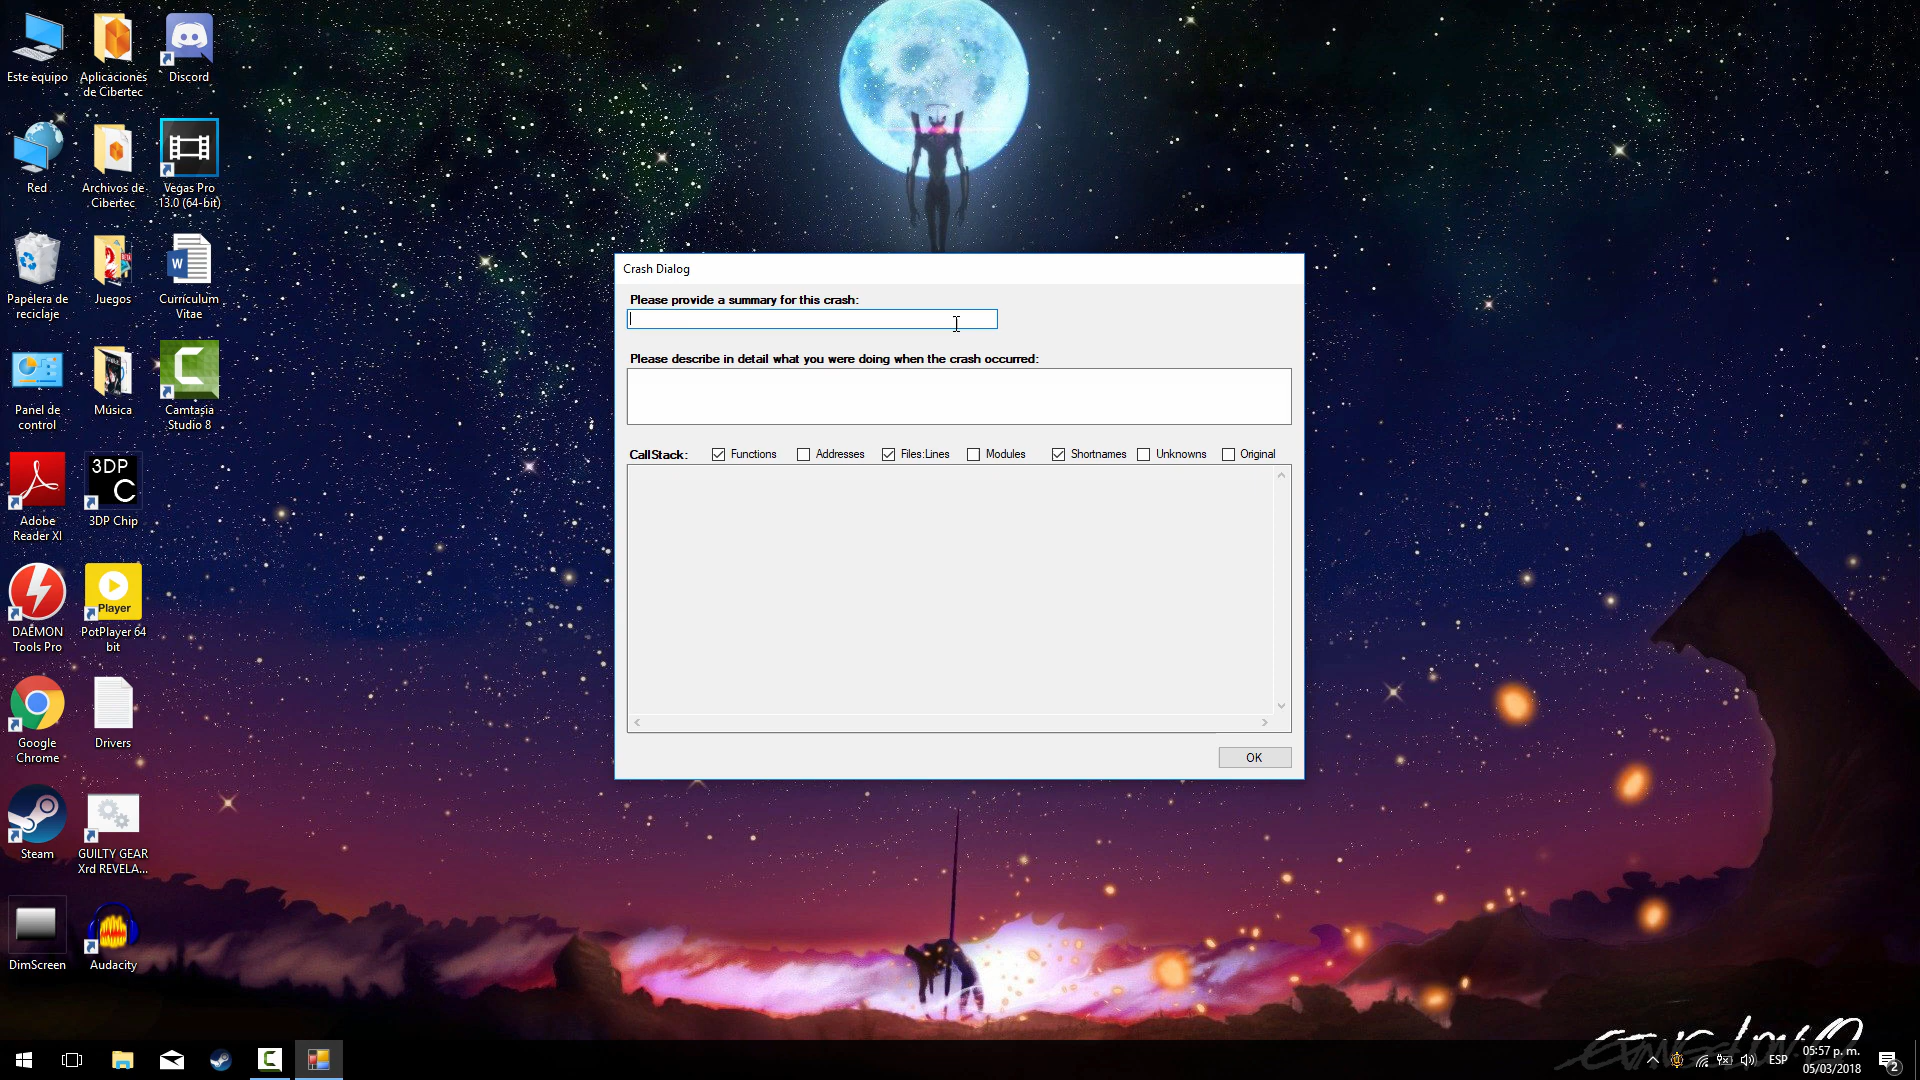 Este equipo
Aplicaciones
de Cibertec
Discord
Red
Archivos de
Cibertec
Vegas Pro
13.0 (64-bit)
Papelera de
reciclaje
Juegos
Currículum
Vitae
Panel de
control
Música
Camtasia
Studio 8
Adobe
Reader XI
3DP
C
3DP Chip
DAEMON
Tools Pro
Player
PotPlayer 64
bit
Google
Chrome
Drivers
Steam
GUILTY GEAR
Xrd REVELA...
DimScreen
Audacity
Crash Dialog
Please provide a summary for this crash:
Please describe in detail what you were doing when the crash occurred:
CallStack:
Functions
Addresses
Files:Lines
Modules
Shortnames
Unknowns
Original
OK
ESP
05:57 p. m.
05/03/2018
2